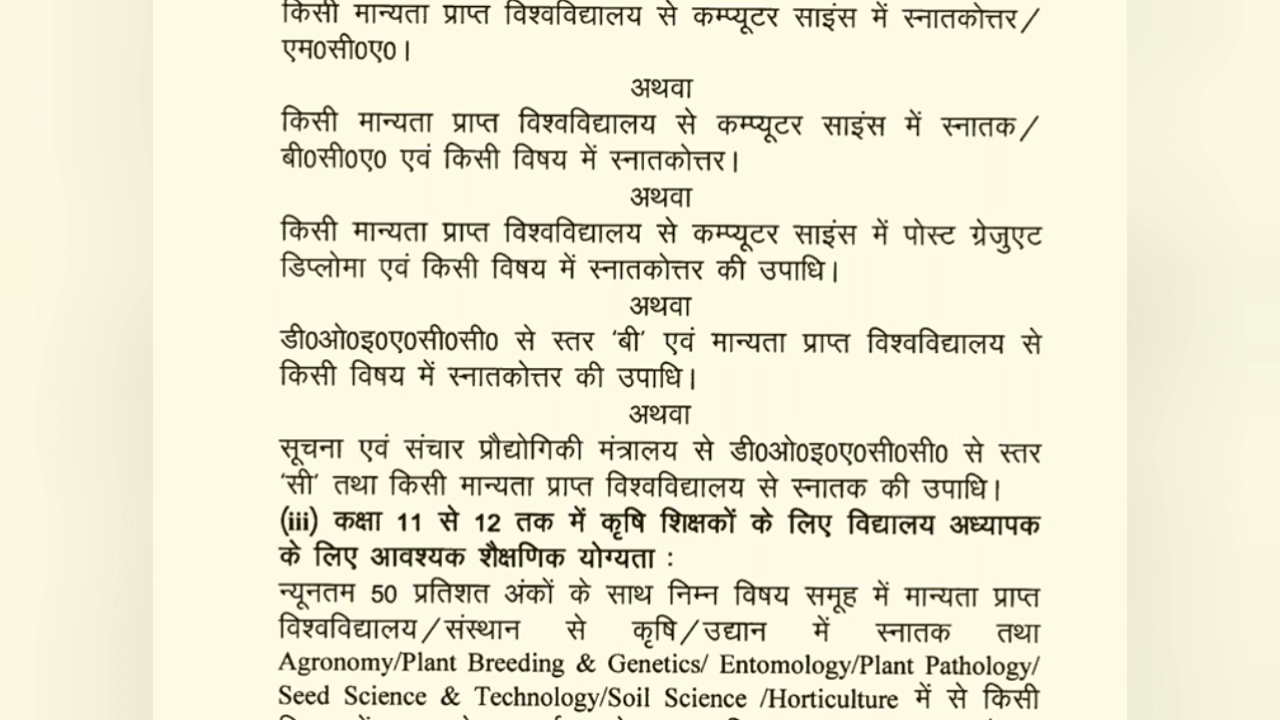 किसी मान्यता प्राप्त विश्वविद्यालय से कम्प्यूटर साइंस में स्नातकोत्तर/
एम0सी0ए0।
अथवा
किसी मान्यता प्राप्त विश्वविद्यालय से कम्प्यूटर साइंस में स्नातक/
बी0सी0ए0 एवं किसी विषय में स्नातकोत्तर।
अथवा
किसी मान्यता प्राप्त विश्वविद्यालय से कम्प्यूटर साइंस में पोस्ट ग्रेजुएट
डिप्लोमा एवं किसी विषय में स्नातकोत्तर की उपाधि।
अथवा
डी0ओ0इ0ए0सी0सी0 से स्तर 'बी' एवं मान्यता प्राप्त विश्वविद्यालय से
किसी विषय में स्नातकोत्तर की उपाधि।
अथवा
सूचना एवं संचार प्रौद्योगिकी मंत्रालय से डी0ओ0इ0ए0सी0सी0 से स्तर
'सी' तथा किसी मान्यता प्राप्त विश्वविद्यालय से स्नातक की उपाधि।
(iii) कक्षा 11 से 12 तक में कृषि शिक्षकों के लिए विद्यालय अध्यापक
के लिए आवश्यक शैक्षणिक योग्यता :
न्यूनतम 50 प्रतिशत अंकों के साथ निम्न विषय समूह में मान्यता प्राप्त
विश्वविद्यालय/संस्थान से कृषि/उद्यान में स्नातक तथा
Agronomy/Plant Breeding & Genetics/ Entomology/Plant Pathology/
Seed Science & Technology/Soil Science /Horticulture में से किसी